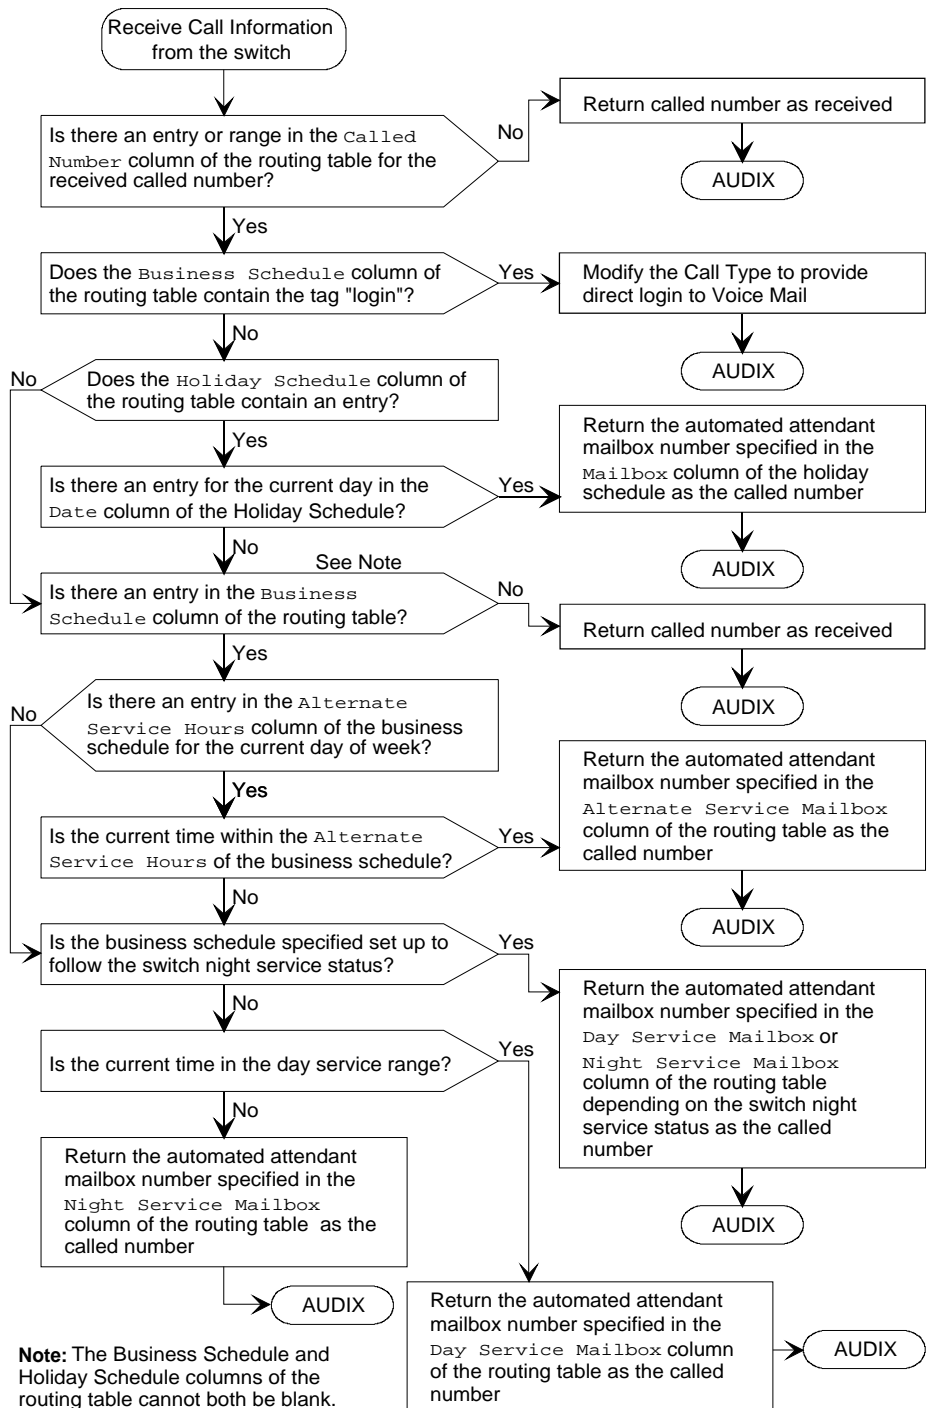 Receive Call Information
from the switch
Is there an entry or range in the Called
Number column of the routing table for the
received called number?
No
Return called number as received
AUDIX
Yes
Does the Business Schedule column of
the routing table contain the tag "login"?
Yes
Modify the Call Type to provide
direct login to Voice Mail
AUDIX
No
No
Does the Holiday Schedule column of
the routing table contain an entry?
Yes
Is there an entry for the current day in the
Date column of the Holiday Schedule?
Yes
Return the automated attendant
mailbox number specified in the
Mailbox column of the holiday
schedule as the called number
AUDIX
No
See Note
Is there an entry in the Business
Schedule column of the routing table?
No
Return called number as received
AUDIX
Yes
No
Is there an entry in the Alternate
Service Hours column of the business
schedule for the current day of week?
Yes
Is the current time within the Alternate
Service Hours of the business schedule?
Yes
Return the automated attendant
mailbox number specified in the
Alternate Service Mailbox
column of the routing table as the
called number
AUDIX
No
Is the business schedule specified set up to
follow the switch night service status?
Yes
Return the automated attendant
mailbox number specified in the
Day Service Mailbox or
Night Service Mailbox
column of the routing table
depending on the switch night
service status as the called
number
AUDIX
No
Is the current time in the day service range?
Yes
No
Return the automated attendant
mailbox number specified in the
Night Service Mailbox
column of the routing table as the
called number
AUDIX
Return the automated attendant
mailbox number specified in the
Day Service Mailbox column
of the routing table as the called
number
AUDIX
Note: The Business Schedule and
Holiday Schedule columns of the
routing table cannot both be blank.